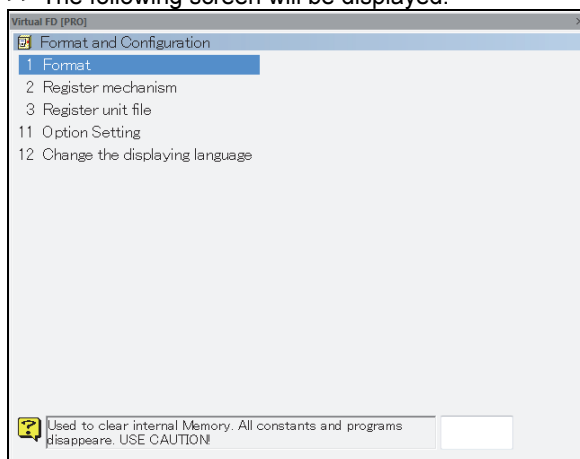 The following screen will be displayed.
Virtual FD [PRO]
Format and Configuration
1 Format
2 Register mechanism
3 Register unit file
11 Option Setting
12 Change the displaying language
Used to clear internal Memory. All constants and programs
disappeare. USE CAUTION!